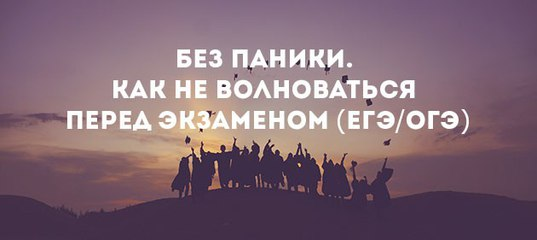 БЕЗ ПАНИКИ.
КАК НЕ ВОЛНОВАТЬСЯ
ПЕРЕД ЭКЗАМЕНОМ (ЕГЭ/ОГЭ)